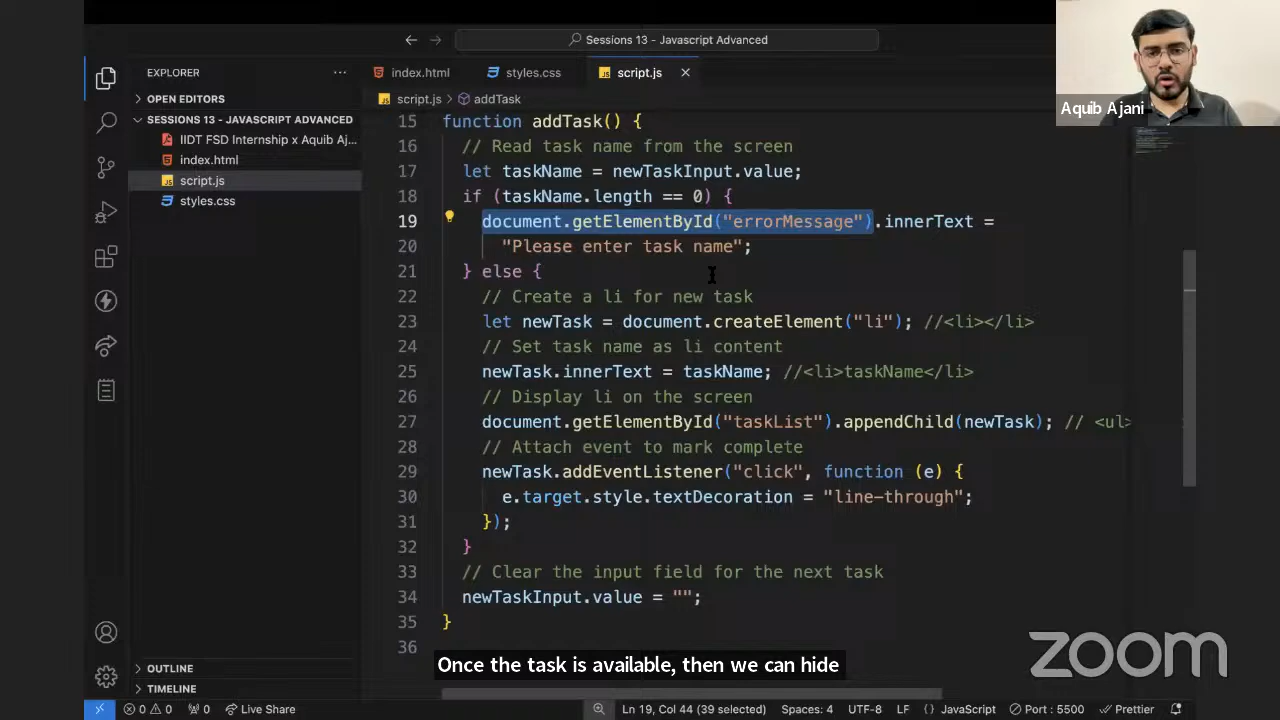 Sessions 13 - Javascript Advanced
Aquib Ajani
EXPLORER
index.html
styles.css
script.js
OPEN EDITORS
script.js > addTask
SESSIONS 13 - JAVASCRIPT ADVANCED
IIDT FSD Internship x Aquib Aj...
index.html
script.js
styles.css
15 function addTask() {
16 // Read task name from the screen
17 let taskName = newTaskInput.value;
18 if (taskName.length == 0) {
19 document.getElementById("errorMessage").innerText =
20 "Please enter task name";
21 } else {
22 // Create a li for new task
23 let newTask = document.createElement("li"); //<li></li>
24 // Set task name as li content
25 newTask.innerText = taskName; //<li>taskName</li>
26 // Display li on the screen
27 document.getElementById("taskList").appendChild(newTask); // <ul>
28 // Attach event to mark complete
29 newTask.addEventListener("click", function (e) {
30 e.target.style.textDecoration = "line-through";
31 });
32 }
33 // Clear the input field for the next task
34 newTaskInput.value = "";
35 }
36
Once the task is available, then we can hide
zoom
OUTLINE
TIMELINE
0 0 0 Live Share Ln 19, Col 44 (39 selected) Spaces: 4 UTF-8 LF {} JavaScript Port : 5500 Prettier